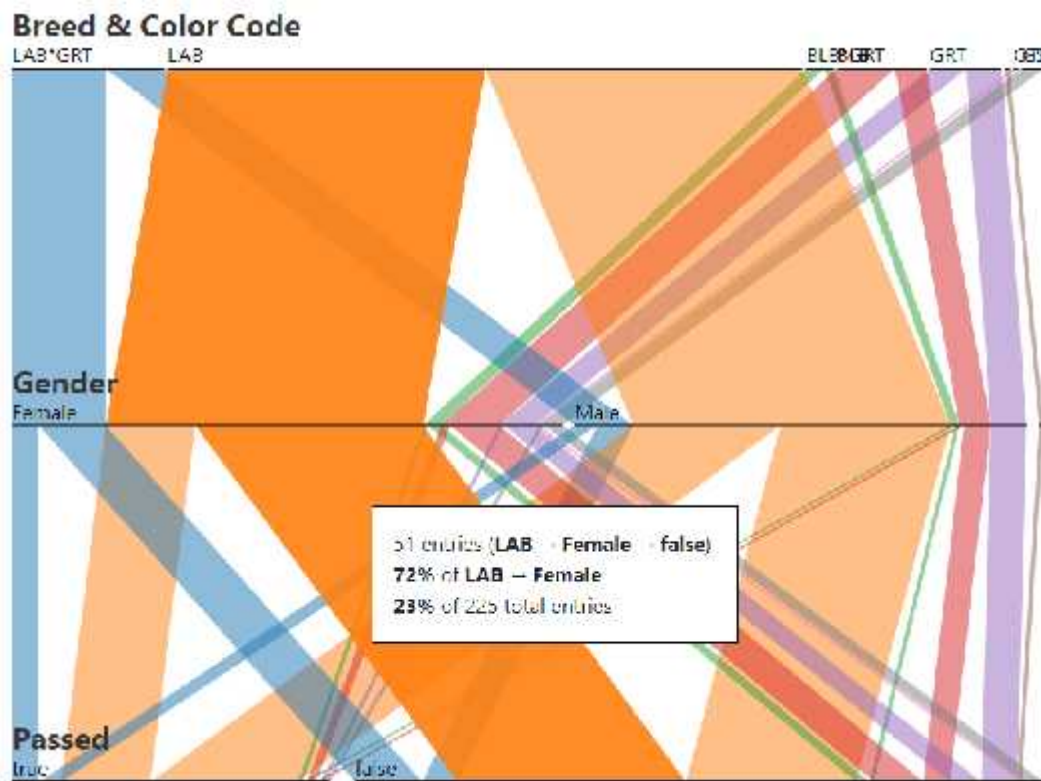 Breed & Color Code
LAB*GRT LAB GRT
Gender
Female Male
51 entries (LAB → Female → false)
72% of LAB → Female
23% of 225 total entries
Passed
true false